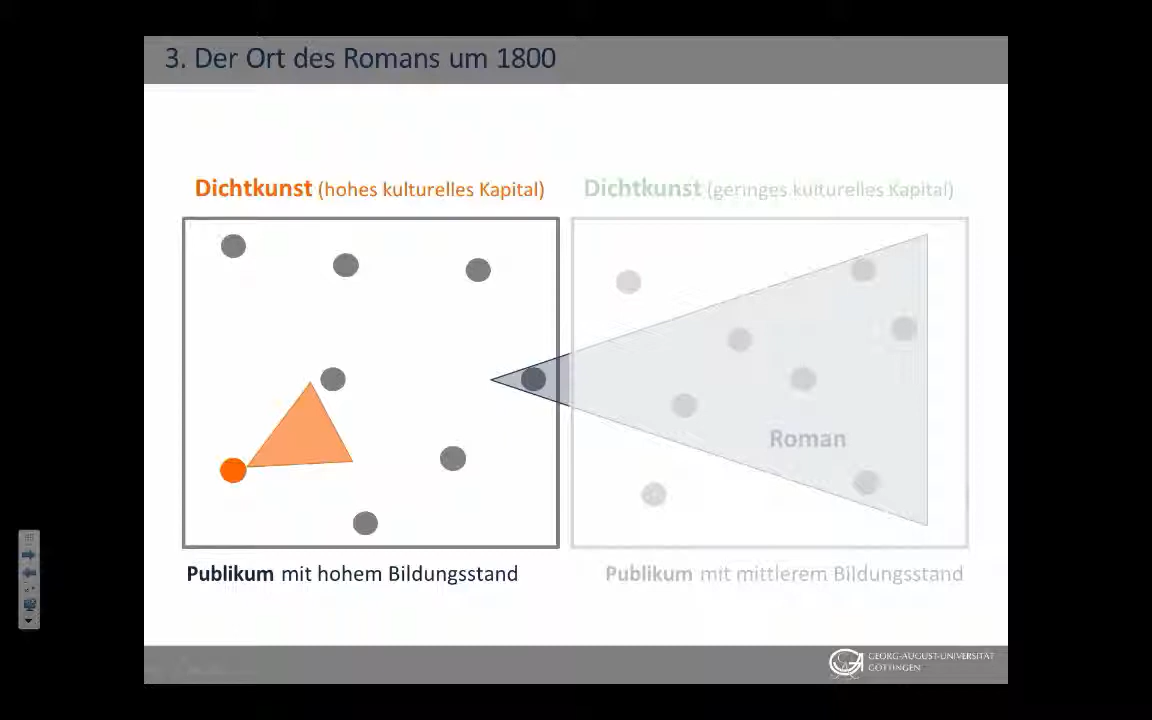 3. Der Ort des Romans um 1800
Dichtkunst (hohes kulturelles Kapital)
Dichtkunst (geringes kulturelles Kapital)
Roman
Publikum mit hohem Bildungsstand
Publikum mit mittlerem Bildungsstand
GEORG-AUGUST-UNIVERSITÄT
GÖTTINGEN